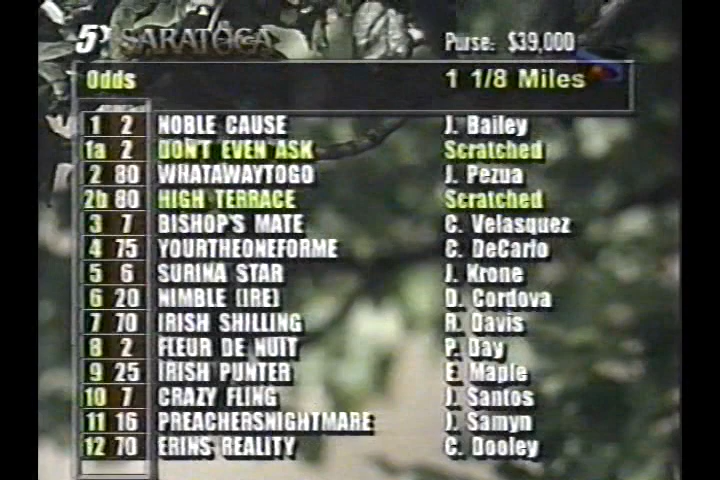 5 SARATOGA Purse: $39,000
Odds 1 1/8 Miles
1 2 NOBLE CAUSE J. Bailey
1a 2 DON'T EVEN ASK Scratched
2 80 WHATAWAYTOGO J. Pezua
2b 80 HIGH TERRACE Scratched
3 7 BISHOP'S MATE C. Velasquez
4 75 YOURTHEONEFORME C. DeCarlo
5 6 SURINA STAR J. Krone
6 20 NIMBLE (IRE) D. Cordova
7 70 IRISH SHILLING R. Davis
8 2 FLEUR DE NUIT P. Day
9 25 IRISH PUNTER E. Maple
10 7 CRAZY FLING J. Santos
11 16 PREACHERSNIGHTMARE J. Samyn
12 70 ERINS REALITY C. Dooley